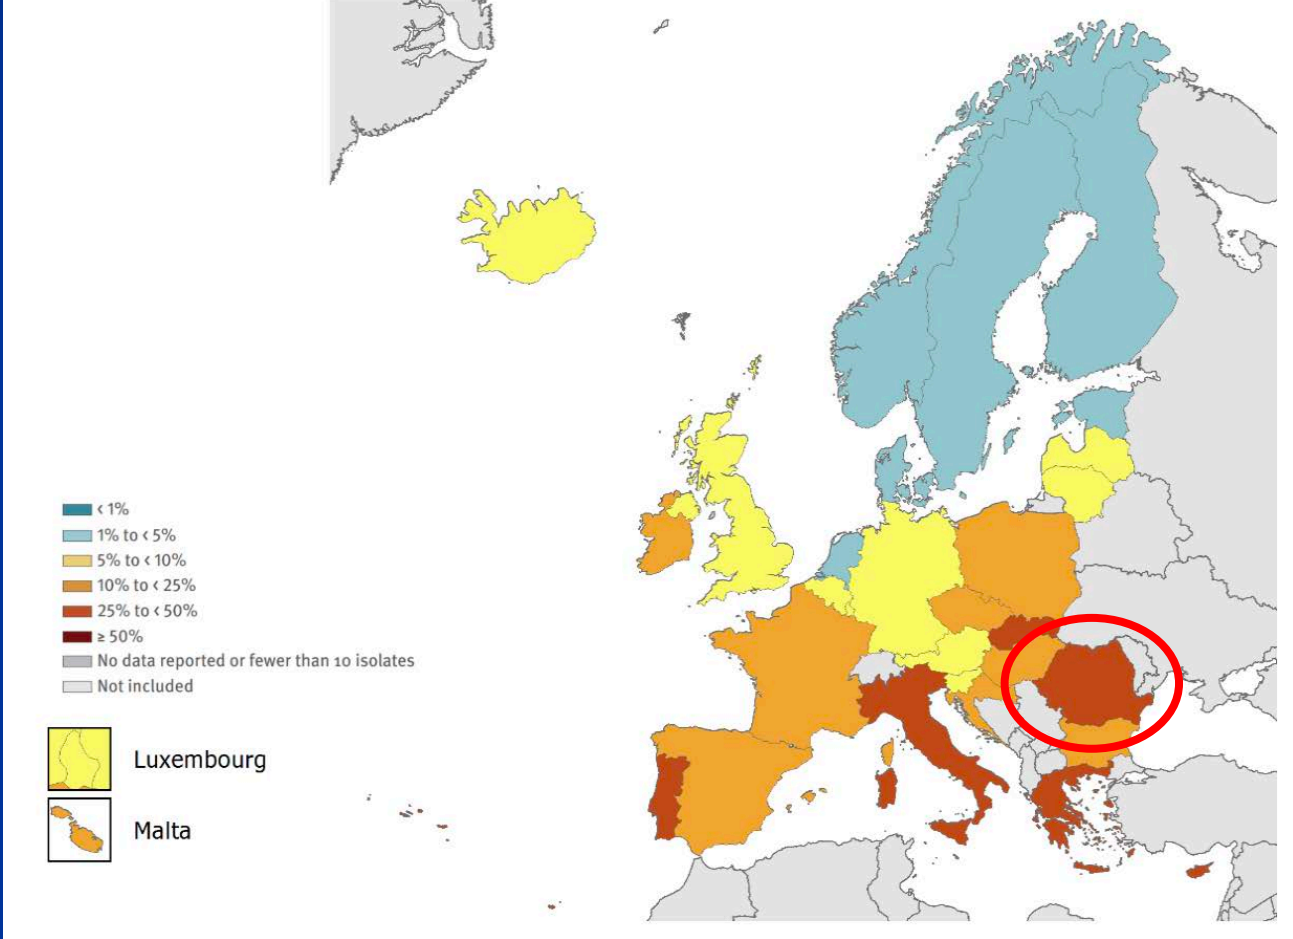 < 1%
1% to < 5%
5% to < 10%
10% to < 25%
25% to < 50%
≥ 50%
No data reported or fewer than 10 isolates
Not included
Luxembourg
Malta